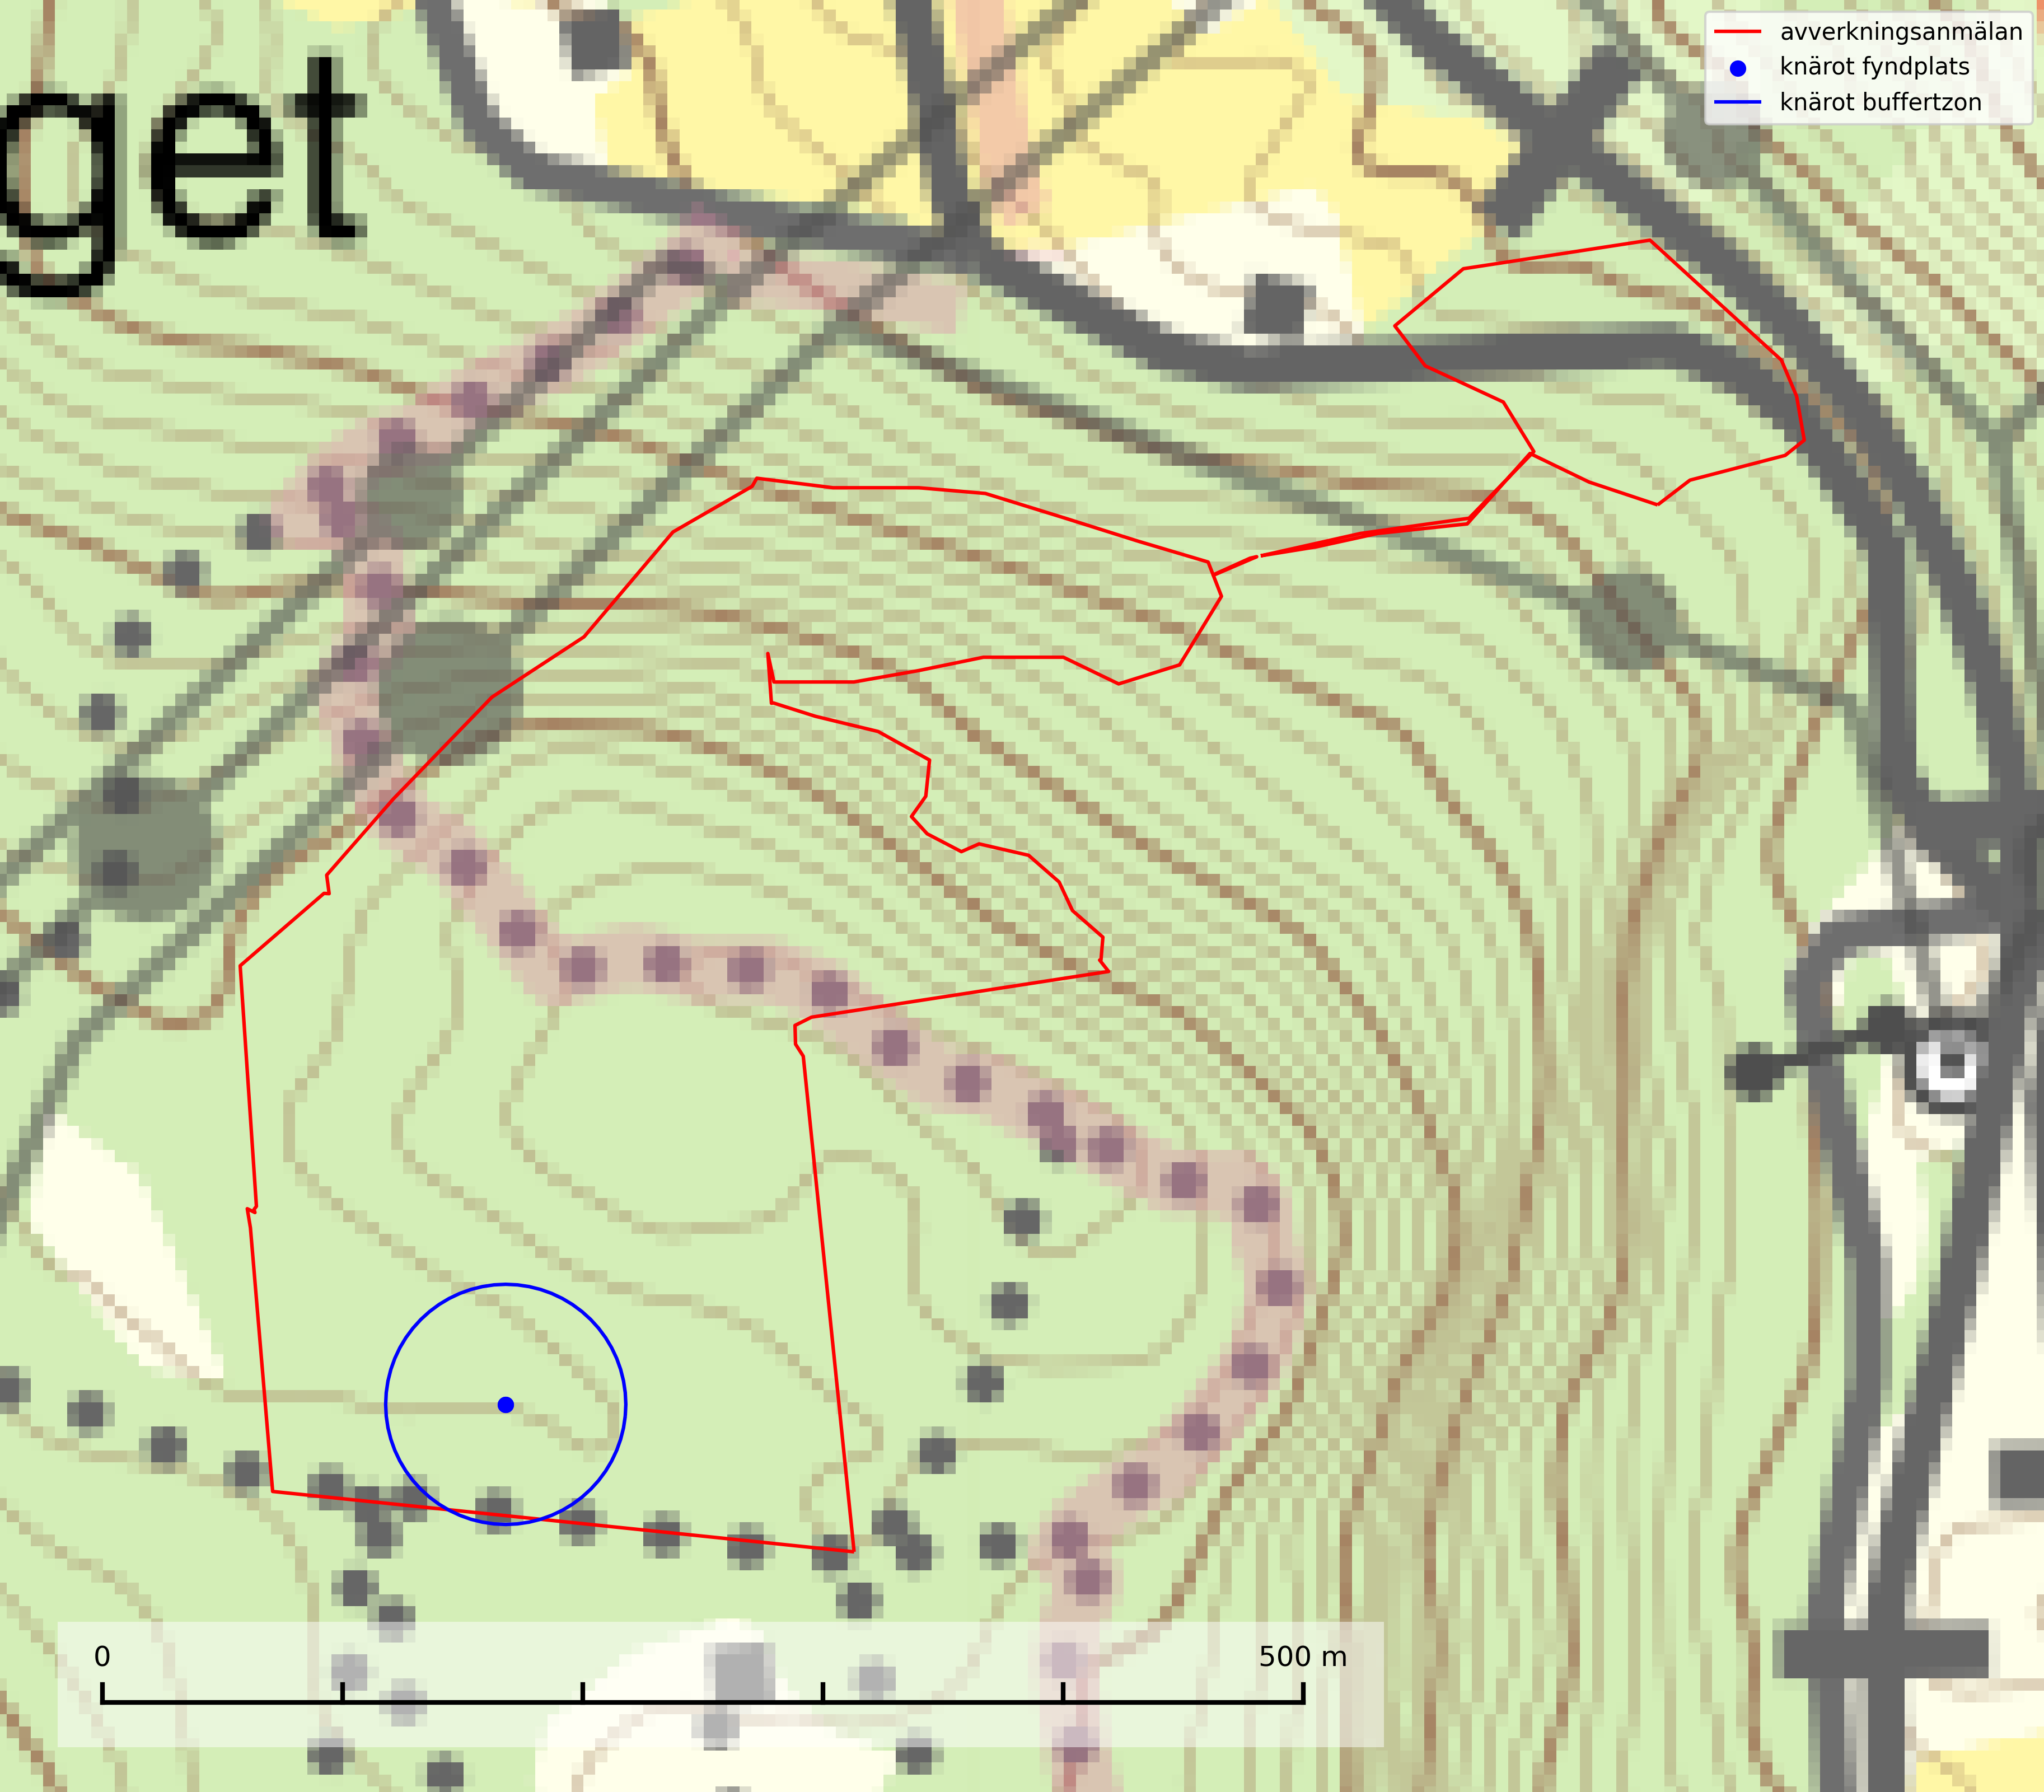 get
avverkningsanmälan
knärot fyndplats
knärot buffertzon
0
500 m